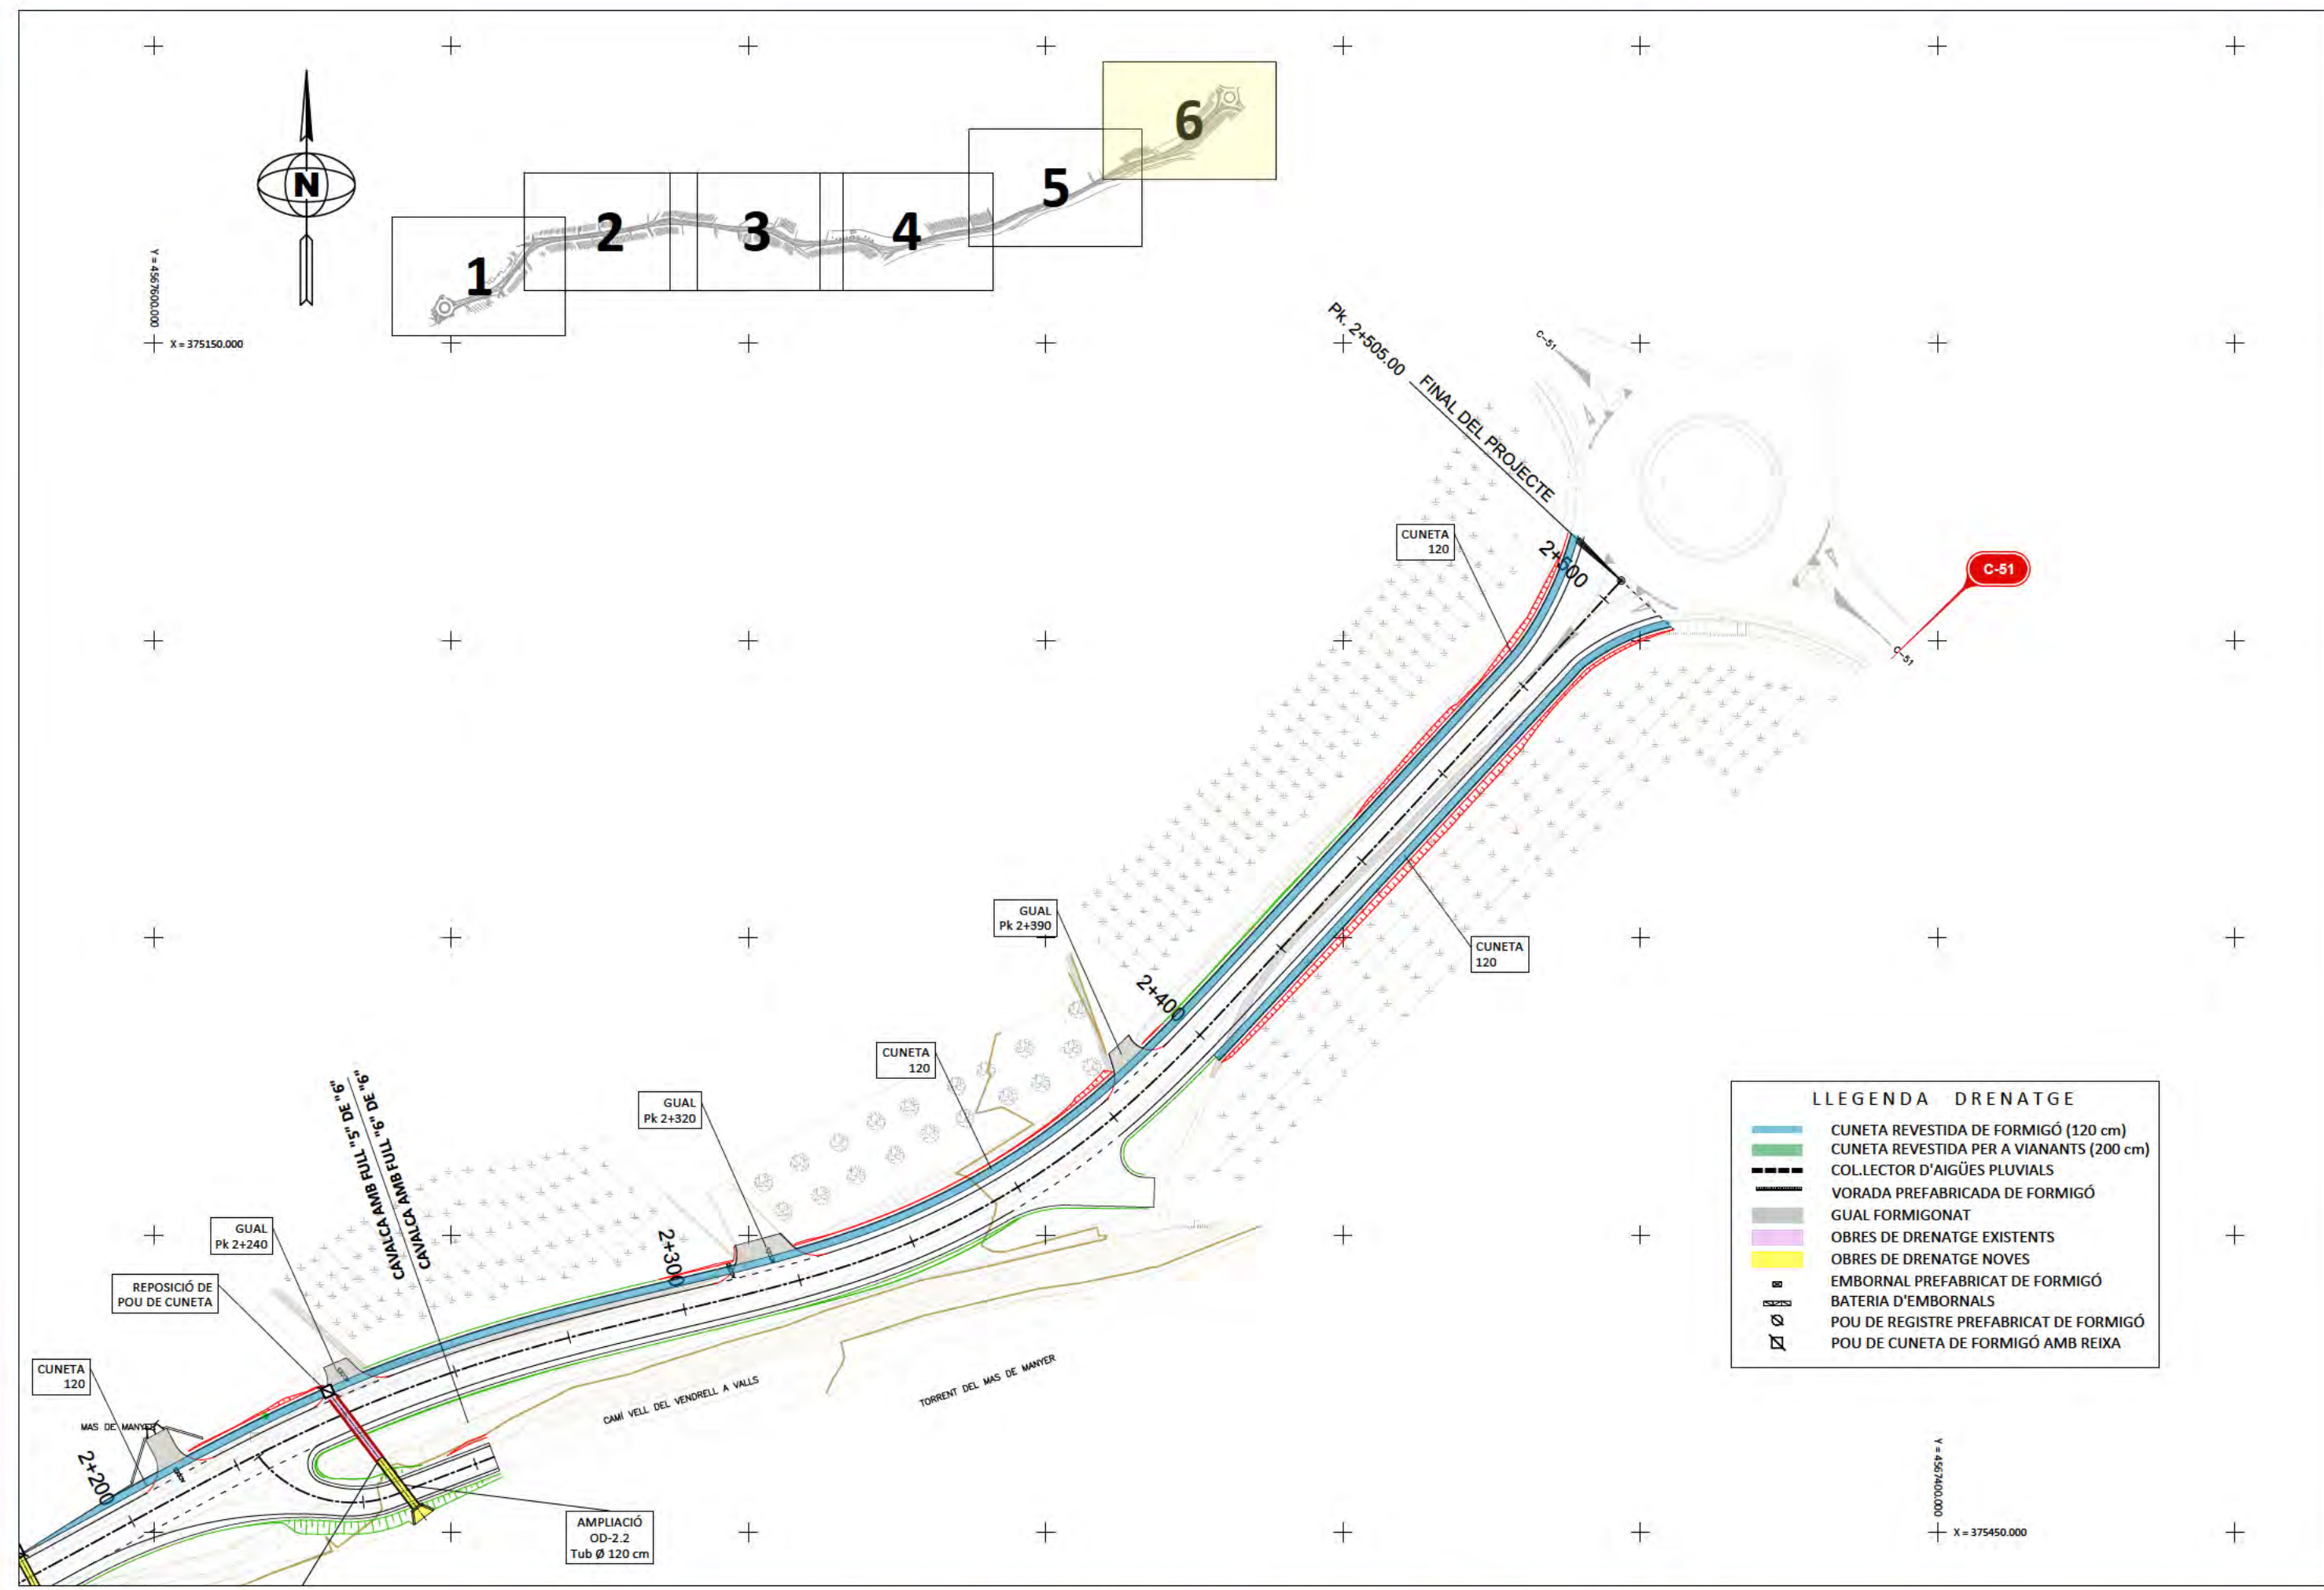 N
1
2
3
4
5
6
Y = 4567600.000
X = 375150.000
Pk. 2+505.00 FINAL DEL PROJECTE
C-51
CUNETA
120
2+500
C-51
C-51
GUAL
Pk 2+390
CUNETA
120
2+400
CUNETA
120
GUAL
Pk 2+320
CAVALCA AMB FULL "5" DE "6"
CAVALCA AMB FULL "6" DE "6"
2+300
GUAL
Pk 2+240
REPOSICIÓ DE
POU DE CUNETA
CUNETA
120
MAS DE MANYER
2+200
CAMÍ VELL DEL VENDRELL A VALLS
TORRENT DEL MAS DE MANYER
AMPLIACIÓ
OD-2.2
Tub Ø 120 cm
LLEGENDA DRENATGE
CUNETA REVESTIDA DE FORMIGÓ (120 cm)
CUNETA REVESTIDA PER A VIANANTS (200 cm)
COL.LECTOR D'AIGÜES PLUVIALS
VORADA PREFABRICADA DE FORMIGÓ
GUAL FORMIGONAT
OBRES DE DRENATGE EXISTENTS
OBRES DE DRENATGE NOVES
EMBORNAL PREFABRICAT DE FORMIGÓ
BATERIA D'EMBORNALS
POU DE REGISTRE PREFABRICAT DE FORMIGÓ
POU DE CUNETA DE FORMIGÓ AMB REIXA
Y = 4567400.000
X = 375450.000